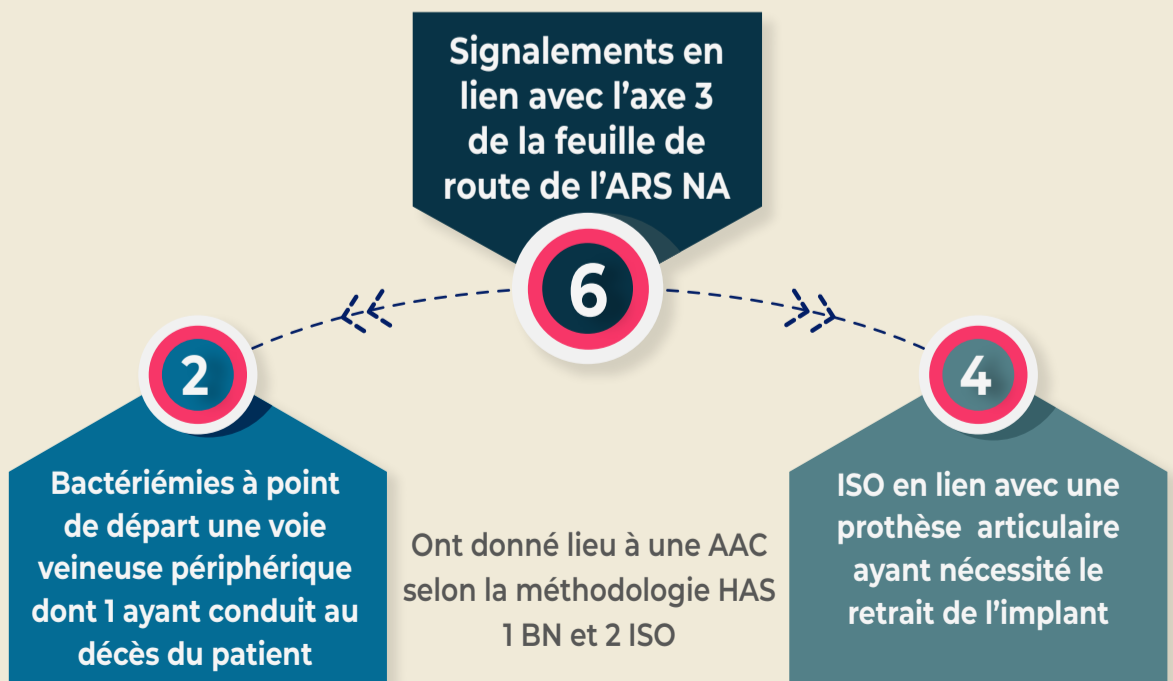 Signalements en
lien avec l'axe 3
de la feuille de
route de l'ARS NA
6
2
Bactériémies à point
de départ une voie
veineuse périphérique
dont 1 ayant conduit au
décès du patient
Ont donné lieu à une AAC
selon la méthodologie HAS
1 BN et 2 ISO
4
ISO en lien avec une
prothèse articulaire
ayant nécessité le
retrait de l'implant